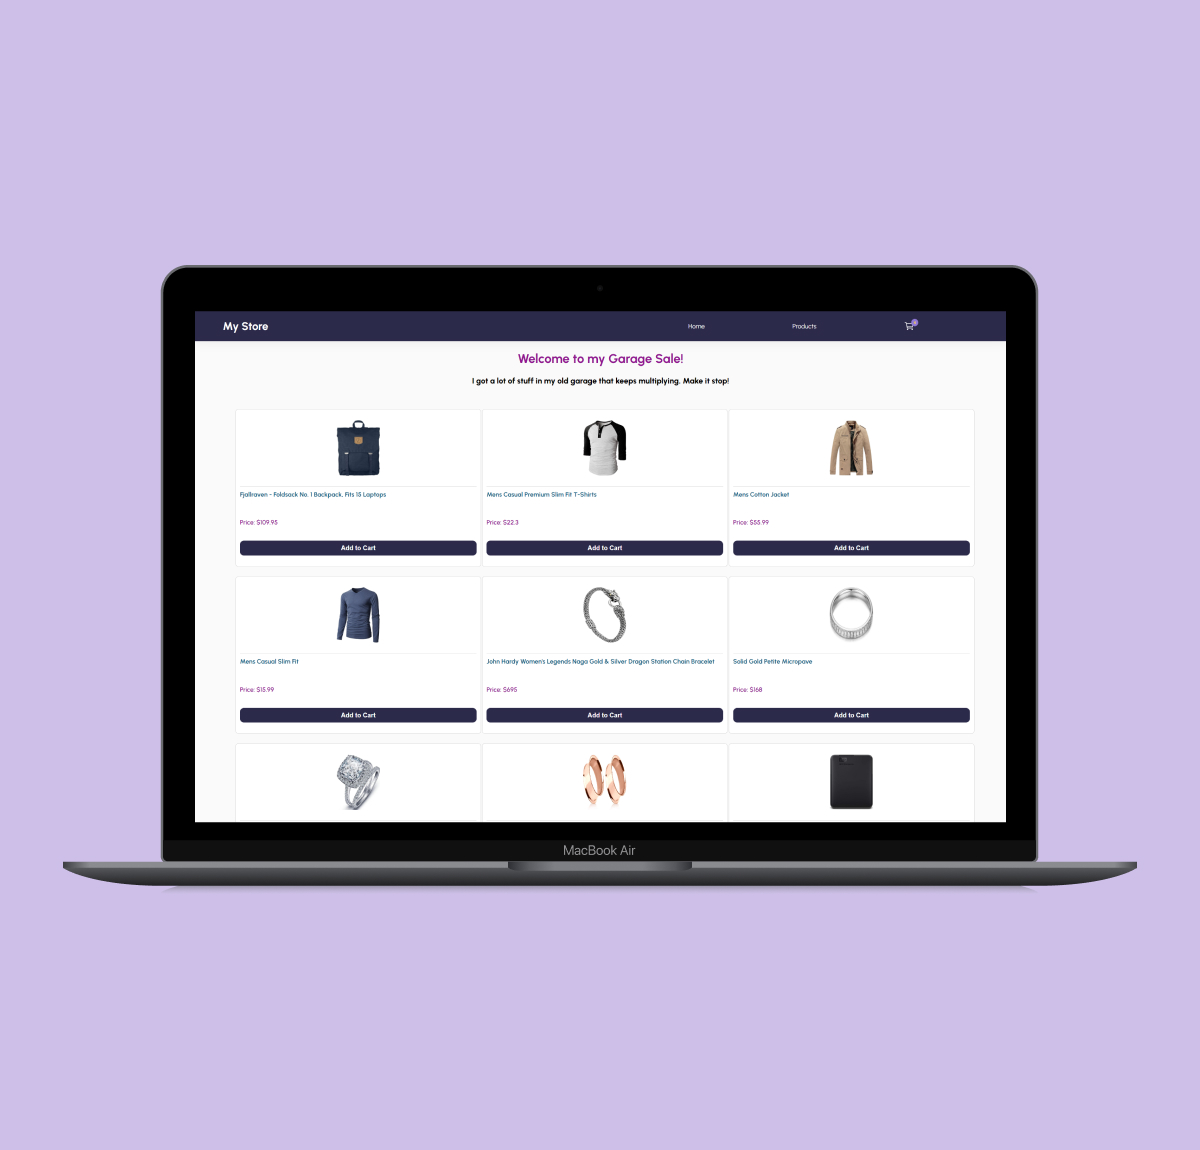 My Store
Home
Products
Welcome to my Garage Sale!
I got a lot of stuff in my old garage that keeps multiplying. Make it stop!
Fjallraven - Foldsack No. 1 Backpack, Fits 15 Laptops
Mens Casual Premium Slim Fit T-Shirts
Mens Cotton Jacket
Price: $109.95
Price: $22.3
Price: $55.99
Add to Cart
Add to Cart
Add to Cart
Mens Casual Slim Fit
John Hardy Women's Legends Naga Gold & Silver Dragon Station Chain Bracelet
Solid Gold Petite Micropave
Price: $15.99
Price: $695
Price: $168
Add to Cart
Add to Cart
Add to Cart
MacBook Air